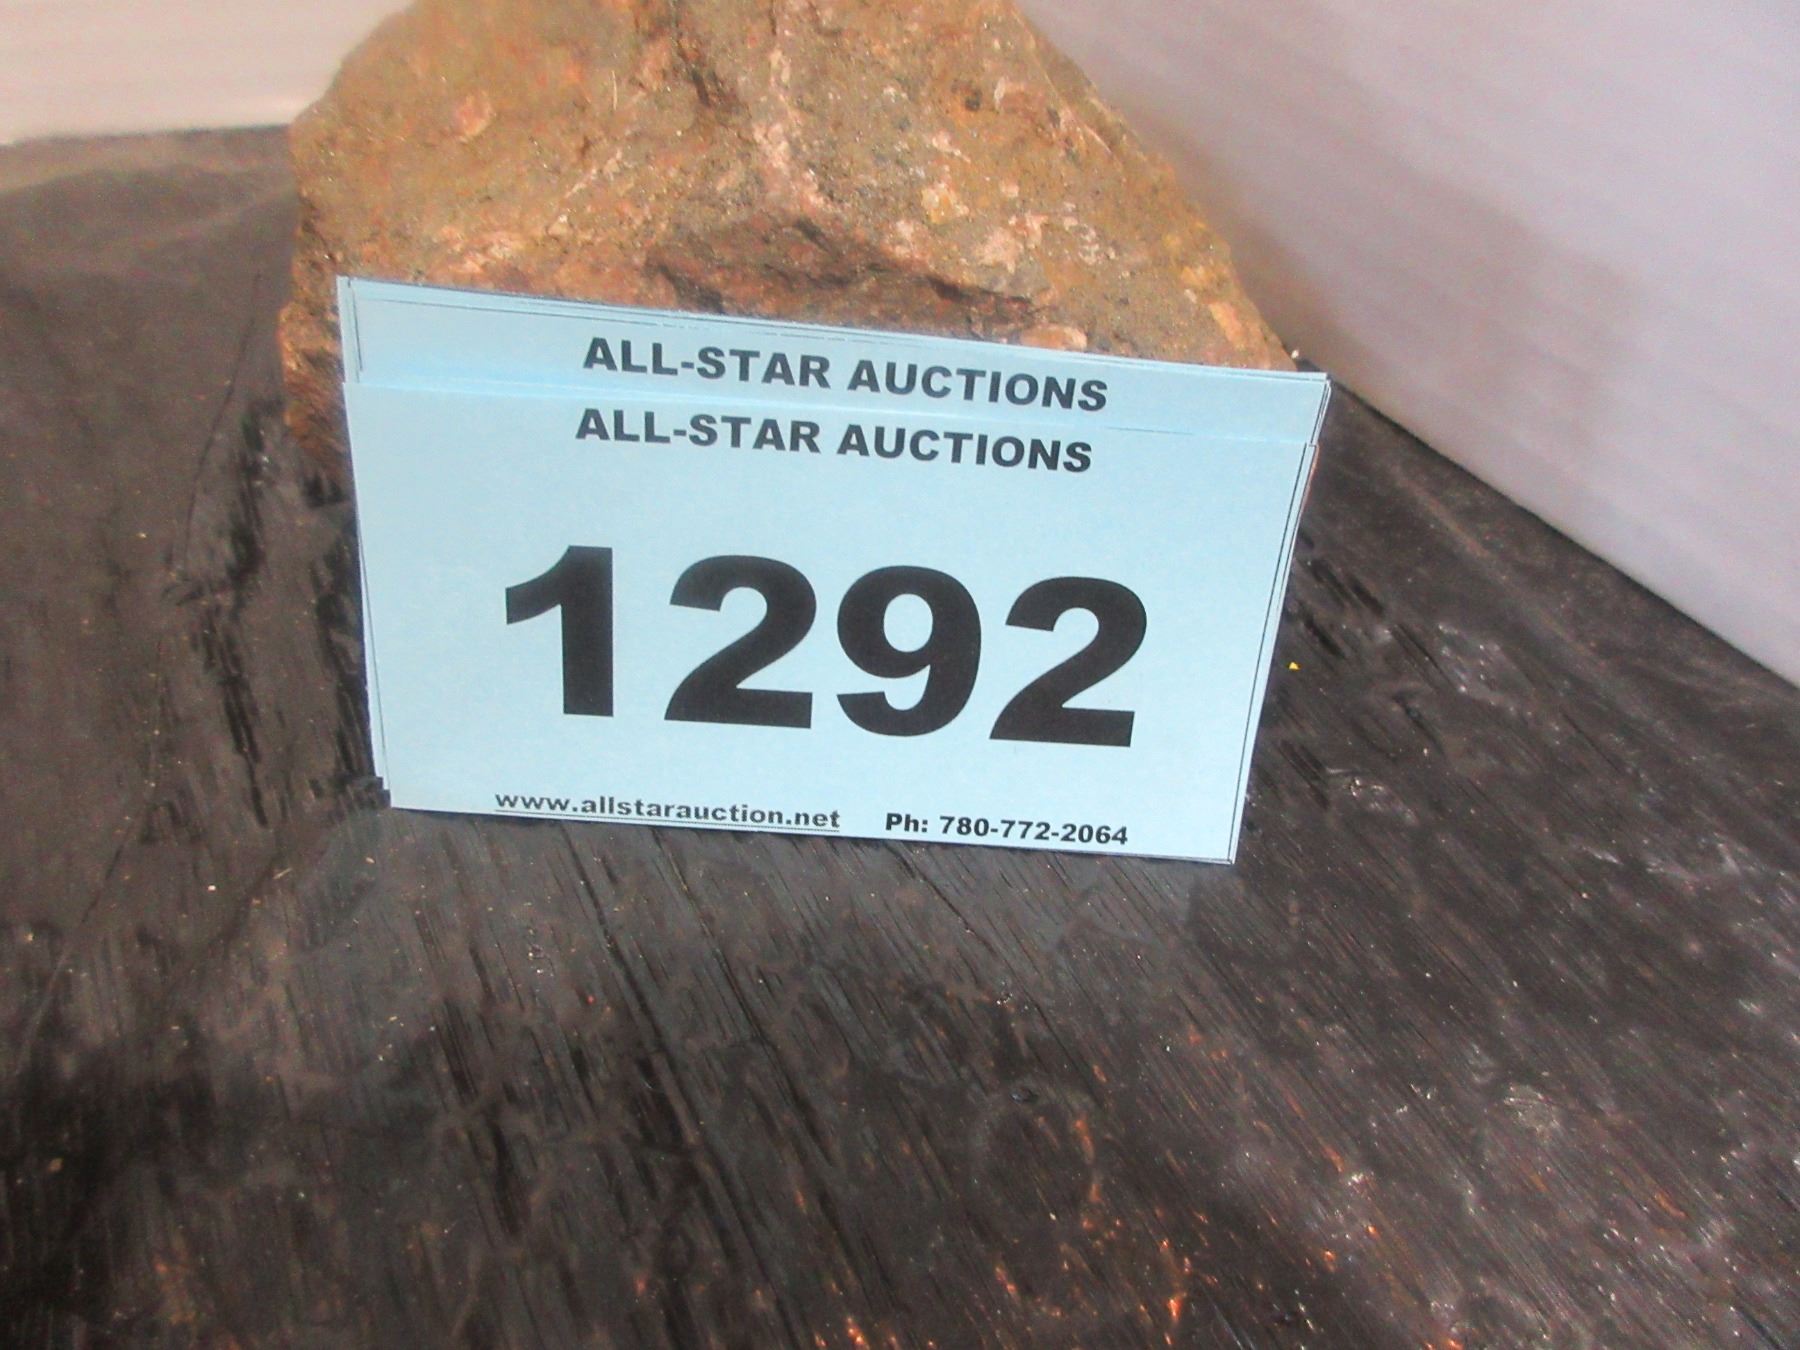 ALL-STAR AUCTIONS
ALL-STAR AUCTIONS
1292
www.allstarauction.net Ph: 780-772-2064